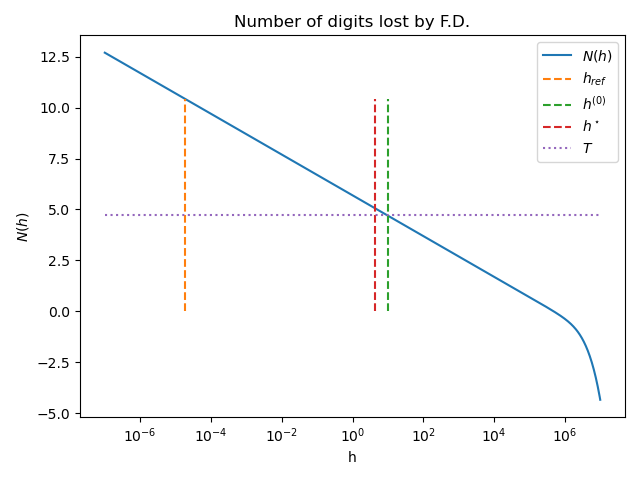 Number of digits lost by F.D.
N(h)
h_ref
h^(0)
h^⋆
T
12.5
10.0
7.5
5.0
2.5
0.0
−2.5
−5.0
N(h)
10^−6
10^−4
10^−2
10^0
10^2
10^4
10^6
h